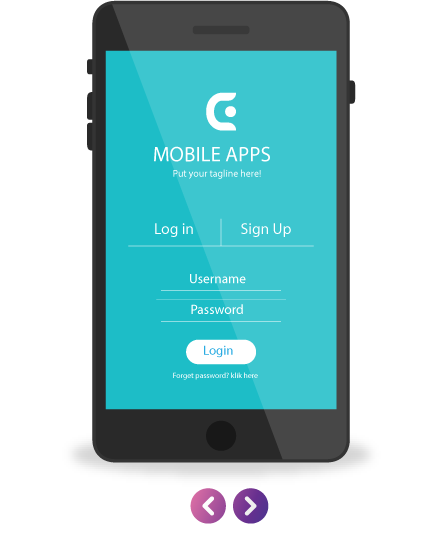 MOBILE APPS
Put your tagline here!
Log in Sign Up
Username
Password
Login
Forget password? klik here